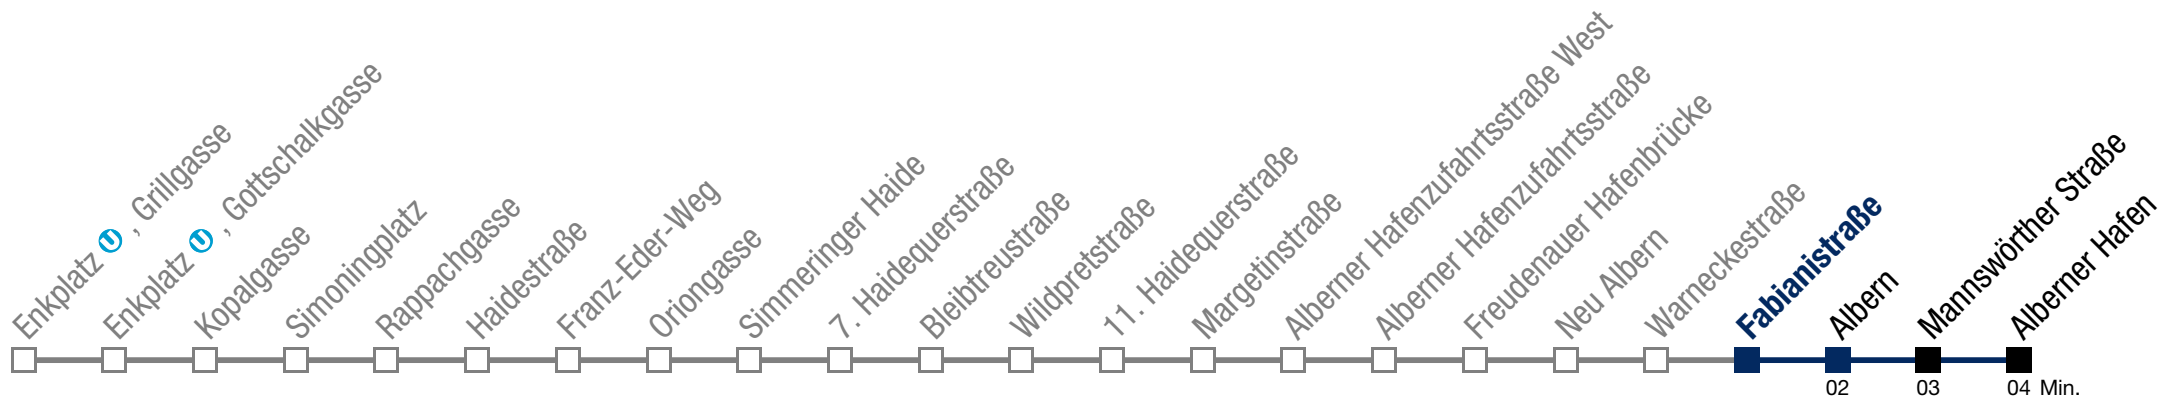 Enkplatz U, Grillgasse
Enkplatz U, Gottschalkgasse
Kopalgasse
Simoningplatz
Rappachgasse
Haidestraße
Franz-Eder-Weg
Oriongasse
Simmeringer Haide
7. Haidequerstraße
Bleibtreustraße
Wildpretstraße
11. Haidequerstraße
Margetinstraße
Alberner Hafenzufahrtsstraße West
Alberner Hafenzufahrtsstraße
Freudenauer Hafenbrücke
Neu Albern
Warneckestraße
Fabianistraße
Albern
Mannswörther Straße
Alberner Hafen
02 03 04 Min.